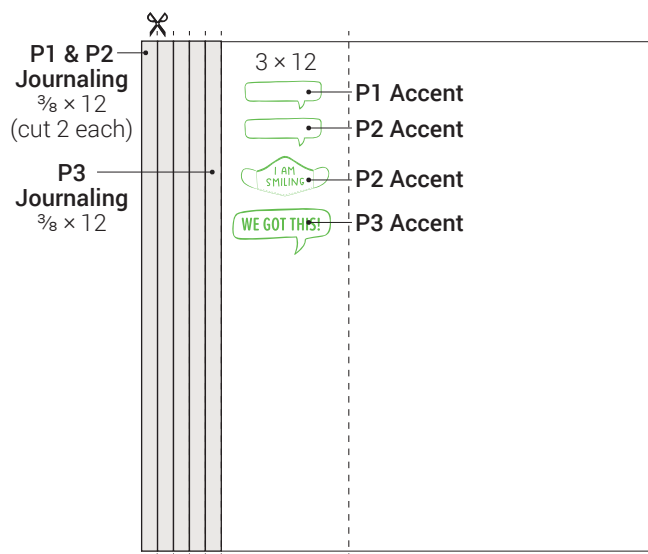 P1 & P2
Journaling
⅜ × 12
(cut 2 each)
P3
Journaling
⅜ × 12
3 × 12
P1 Accent
P2 Accent
I AM
SMILING
P2 Accent
WE GOT THIS!
P3 Accent